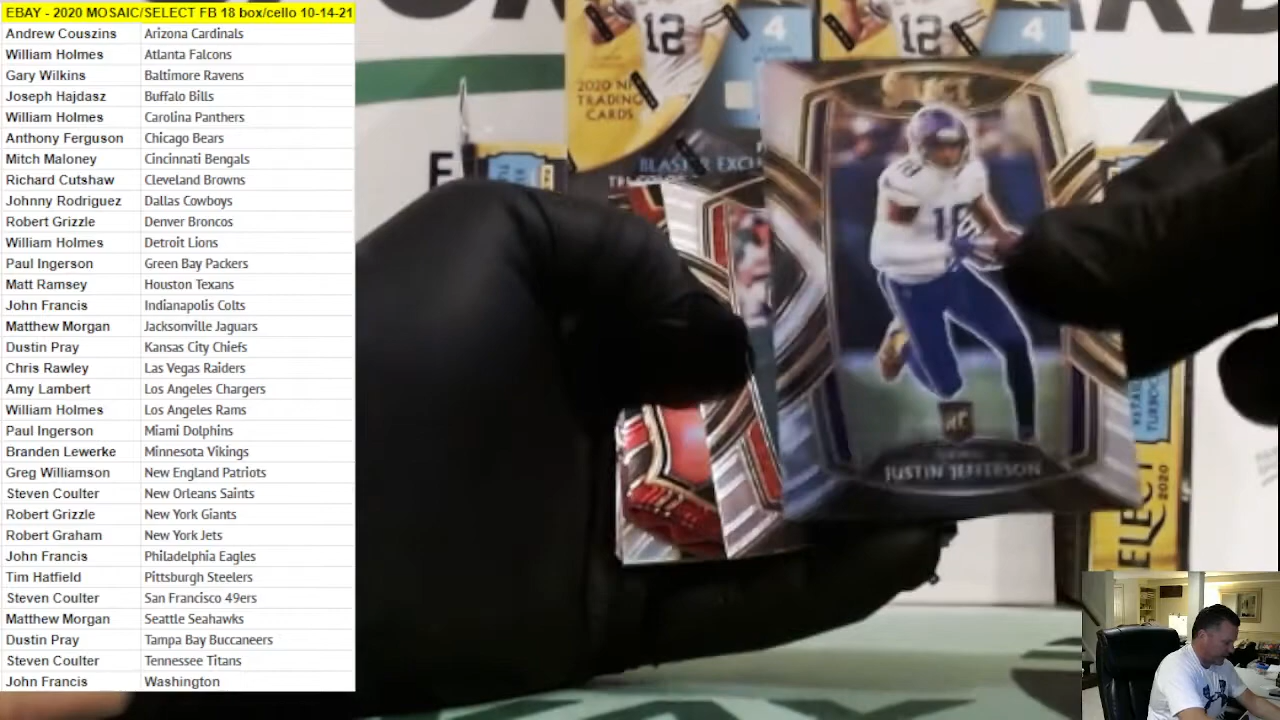 EBAY - 2020 MOSAIC/SELECT FB 18 box/cello 10-14-21
Andrew Couszins Arizona Cardinals
William Holmes Atlanta Falcons
Gary Wilkins Baltimore Ravens
Joseph Hajdasz Buffalo Bills
William Holmes Carolina Panthers
Anthony Ferguson Chicago Bears
Mitch Maloney Cincinnati Bengals
Richard Cutshaw Cleveland Browns
Johnny Rodriguez Dallas Cowboys
Robert Grizzle Denver Broncos
William Holmes Detroit Lions
Paul Ingerson Green Bay Packers
Matt Ramsey Houston Texans
John Francis Indianapolis Colts
Matthew Morgan Jacksonville Jaguars
Dustin Pray Kansas City Chiefs
Chris Rawley Las Vegas Raiders
Amy Lambert Los Angeles Chargers
William Holmes Los Angeles Rams
Paul Ingerson Miami Dolphins
Branden Lewerke Minnesota Vikings
Greg Williamson New England Patriots
Steven Coulter New Orleans Saints
Robert Grizzle New York Giants
Robert Graham New York Jets
John Francis Philadelphia Eagles
Tim Hatfield Pittsburgh Steelers
Steven Coulter San Francisco 49ers
Matthew Morgan Seattle Seahawks
Dustin Pray Tampa Bay Buccaneers
Steven Coulter Tennessee Titans
John Francis Washington
12
12
4
4
2020 NF
TRADING
CARDS
BLAS R EXCL
18
RC
JUSTIN JEFFERSON
ELECT
2020